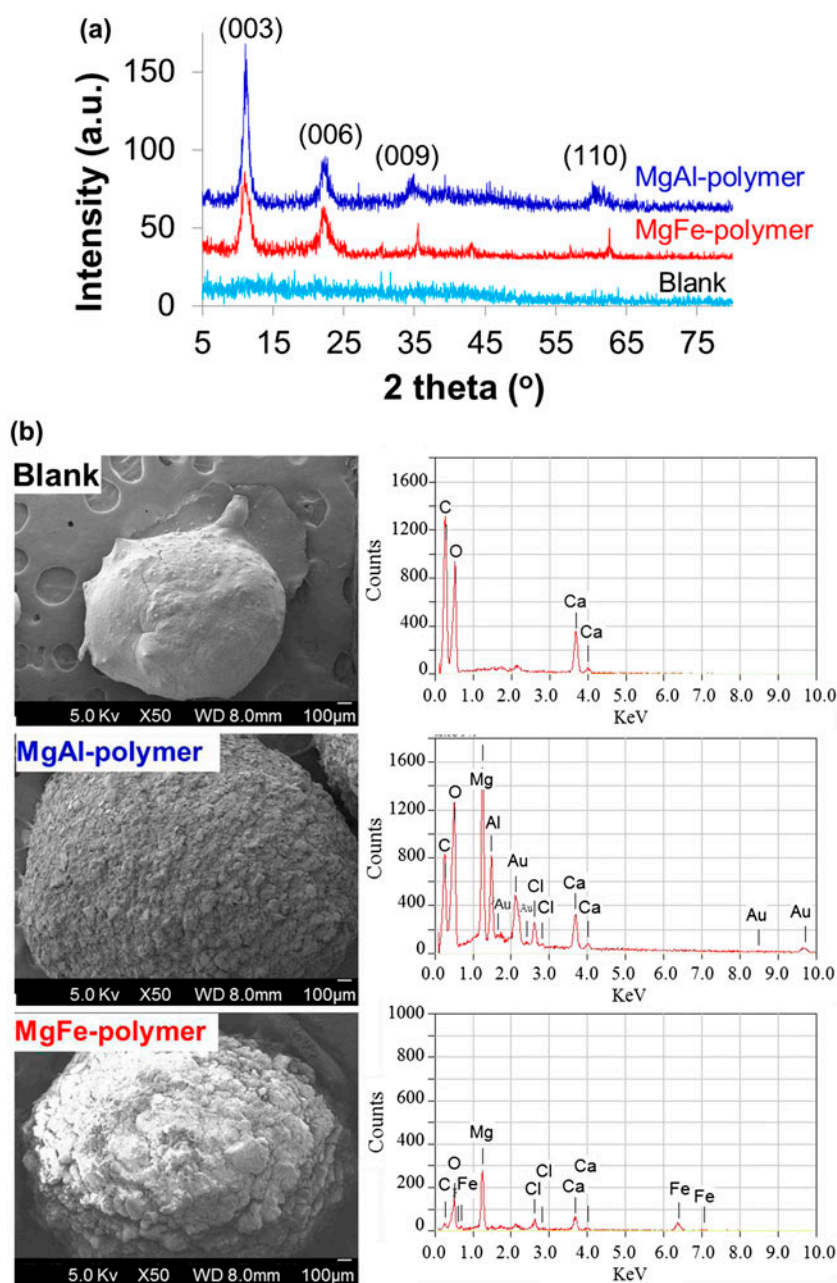 (a)
(003)
(006)
(009)
(110)
MgAl-polymer
MgFe-polymer
Blank
Intensity (a.u.)
150
100
50
0
5 15 25 35 45 55 65 75
2 theta (o)
(b)
Blank
5.0 Kv X50 WD 8.0mm 100μm
Counts
1600
1200
800
400
0
C
O
Ca
Ca
0.0 1.0 2.0 3.0 4.0 5.0 6.0 7.0 8.0 9.0 10.0
KeV
MgAl-polymer
5.0 Kv X50 WD 8.0mm 100μm
Counts
1600
1200
800
400
0
C
O
Mg
Al
Au
Au
Au
Cl
Cl
Ca
Ca
Au
Au
0.0 1.0 2.0 3.0 4.0 5.0 6.0 7.0 8.0 9.0 10.0
KeV
MgFe-polymer
5.0 Kv X50 WD 8.0mm 100μm
Counts
1000
800
600
400
200
0
C
O
Fe
Mg
Cl
Cl
Ca
Ca
Fe
Fe
0.0 1.0 2.0 3.0 4.0 5.0 6.0 7.0 8.0 9.0 10.0
KeV